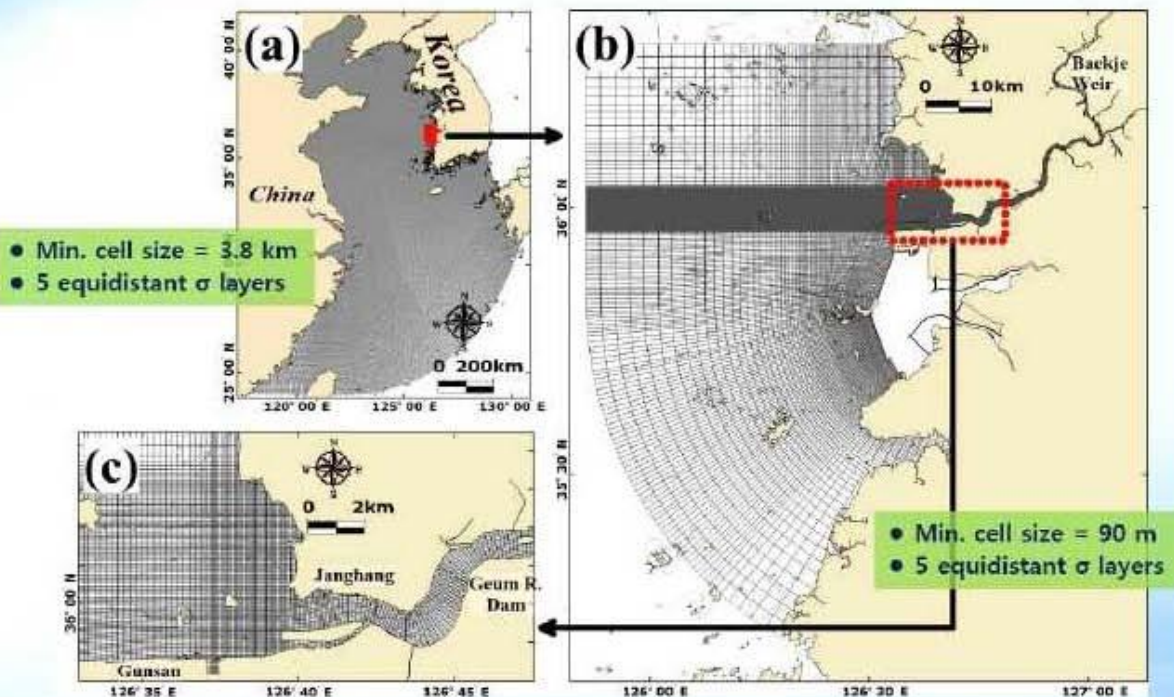 (a)
Korea
China
40° 00 N
35° 00 N
25° 00 N
120° 00 E
125° 00 E
130° 00 E
N
W
E
S
0 200km
● Min. cell size = 3.8 km
● 5 equidistant σ layers
(b)
N
W
E
S
0 10km
Baekje
Weir
36° 00 N
35° 30 N
126° 00 E
126° 30 E
127° 00 E
● Min. cell size = 90 m
● 5 equidistant σ layers
(c)
N
W
E
S
0 2km
Janghang
Geum R.
Dam
Gunsan
36° 00 N
126° 35 E
126° 40 E
126° 45 E